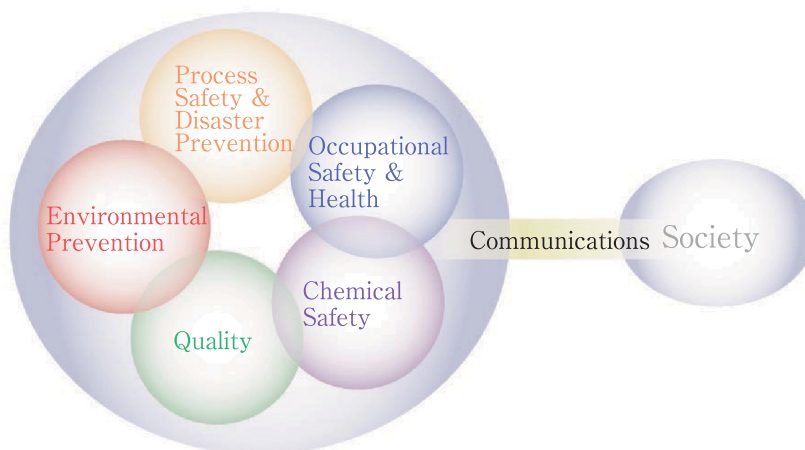 Process
Safety &
Disaster
Prevention
Occupational
Safety &
Health
Environmental
Prevention
Chemical
Safety
Quality
Communications
Society